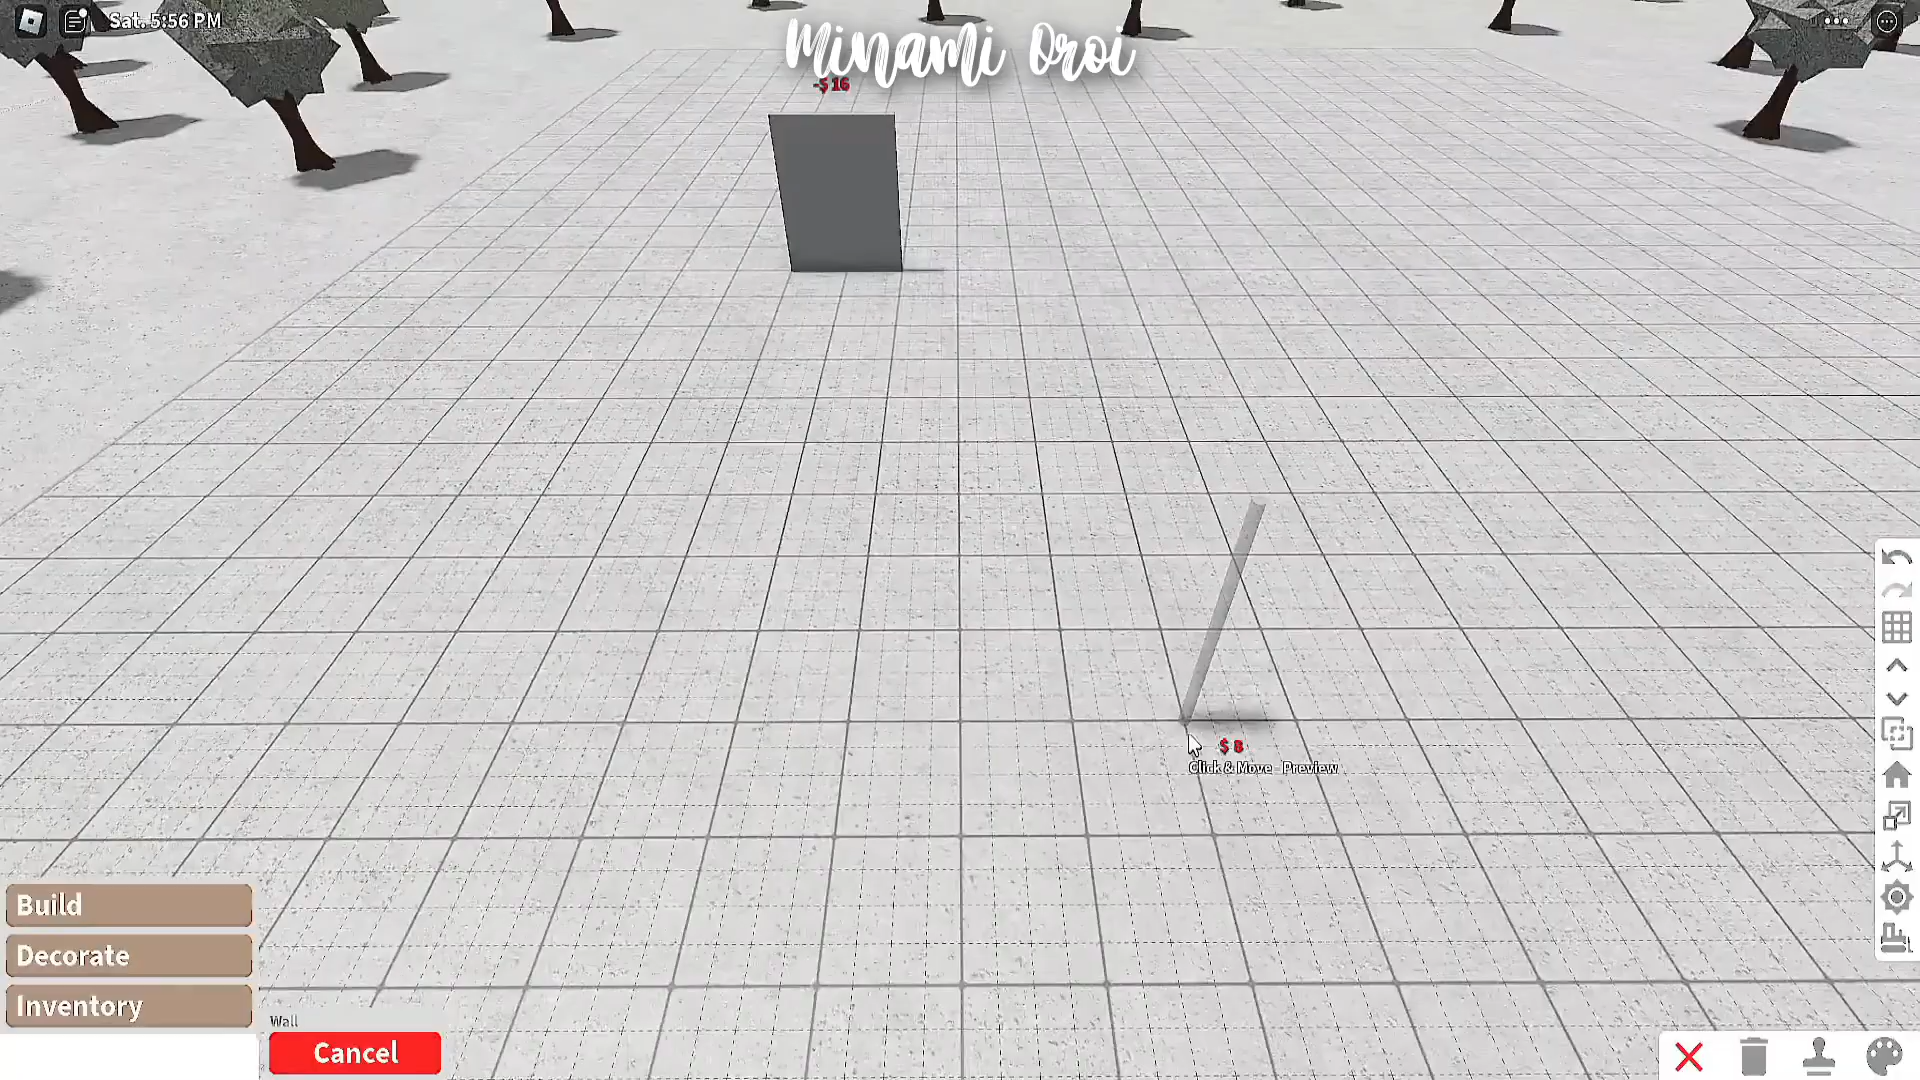 Sat. 5:56 PM
Minami Oroi
-$ 16
$ 8
Click & Move - Preview
Build
Decorate
Inventory
Wall
Cancel